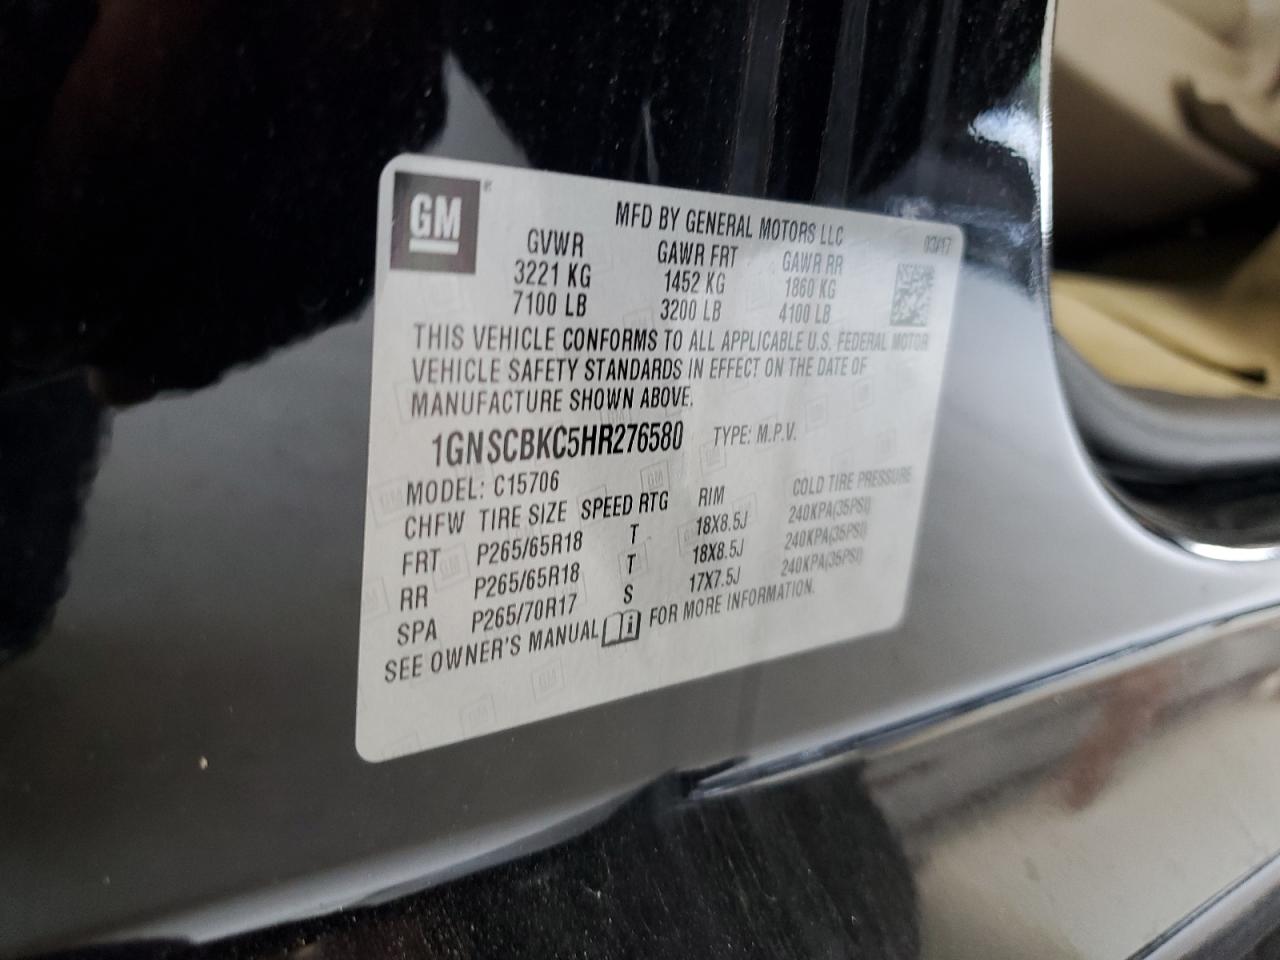 GM
MFD BY GENERAL MOTORS LLC 03/17
GVWR GAWR FRT GAWR RR
3221 KG 1452 KG 1860 KG
7100 LB 3200 LB 4100 LB
THIS VEHICLE CONFORMS TO ALL APPLICABLE U.S. FEDERAL MOTOR
VEHICLE SAFETY STANDARDS IN EFFECT ON THE DATE OF
MANUFACTURE SHOWN ABOVE.
1GNSCBKC5HR276580 TYPE: M.P.V.
MODEL: C15706
CHFW TIRE SIZE SPEED RTG RIM COLD TIRE PRESSURE
FRT P265/65R18 T 18X8.5J 240KPA(35PSI)
RR P265/65R18 T 18X8.5J 240KPA(35PSI)
SPA P265/70R17 S 17X7.5J 240KPA(35PSI)
SEE OWNER'S MANUAL i FOR MORE INFORMATION.